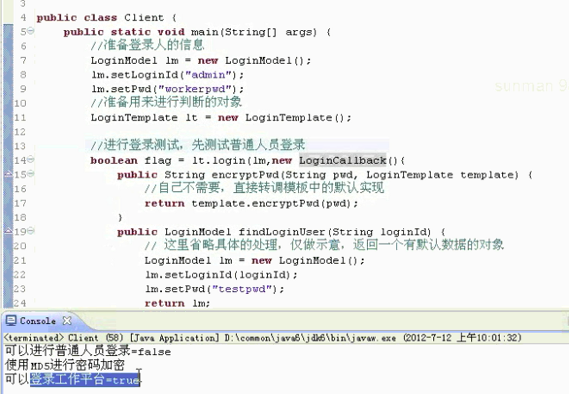 3
4 public class Client {
5 public static void main(String[] args) {
6 //准备登录人的信息
7 LoginModel lm = new LoginModel();
8 lm.setLoginId("admin");
9 lm.setPwd("workerpwd");
10 //准备用来进行判断的对象
11 LoginTemplate lt = new LoginTemplate();
12
13 //进行登录测试，先测试普通人员登录
14 boolean flag = lt.login(lm,new LoginCallback(){
15 public String encryptPwd(String pwd, LoginTemplate template) {
16 //自己不需要，直接转调模板中的默认实现
17 return template.encryptPwd(pwd);
18 }
19 public LoginModel findLoginUser(String loginId) {
20 // 这里省略具体的处理，仅做示意，返回一个有默认数据的对象
21 LoginModel lm = new LoginModel();
22 lm.setLoginId(loginId);
23 lm.setPwd("testpwd");
24 return lm;
sunman 9
Console
<terminated> Client (58) [Java Application] D:\common\java6\jdk6\bin\javaw.exe (2012-7-12 上午10:01:32)
可以进行普通人员登录=false
使用MD5进行密码加密
可以登录工作平台=true